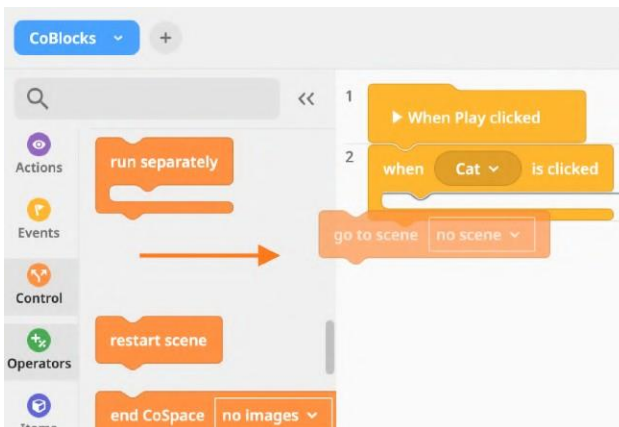 CoBlocks
+
Actions
Events
Control
Operators
Items
run separately
restart scene
end CoSpace no images
1
When Play clicked
2
when Cat is clicked
go to scene no scene